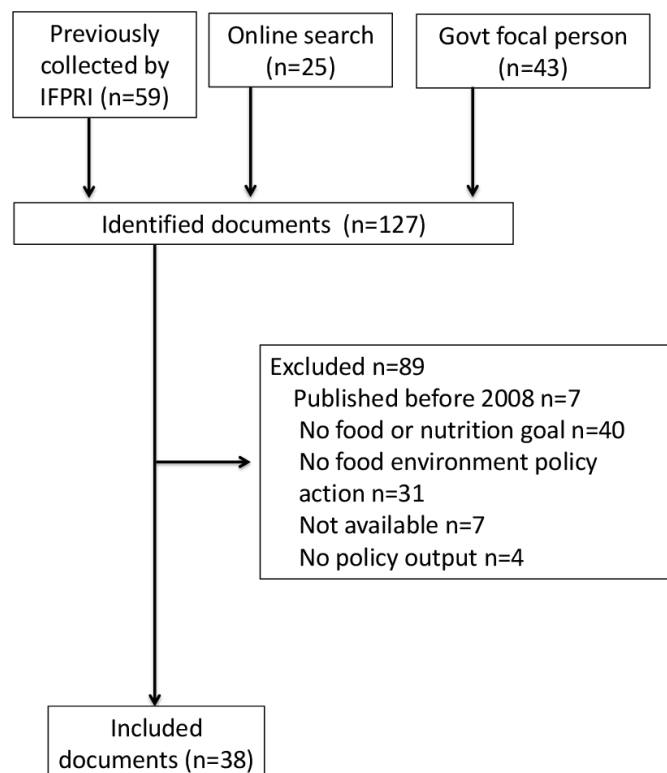 Previously
collected by
IFPRI (n=59)
Online search
(n=25)
Govt focal person
(n=43)
Identified documents (n=127)
Excluded n=89
Published before 2008 n=7
No food or nutrition goal n=40
No food environment policy
action n=31
Not available n=7
No policy output n=4
Included
documents (n=38)